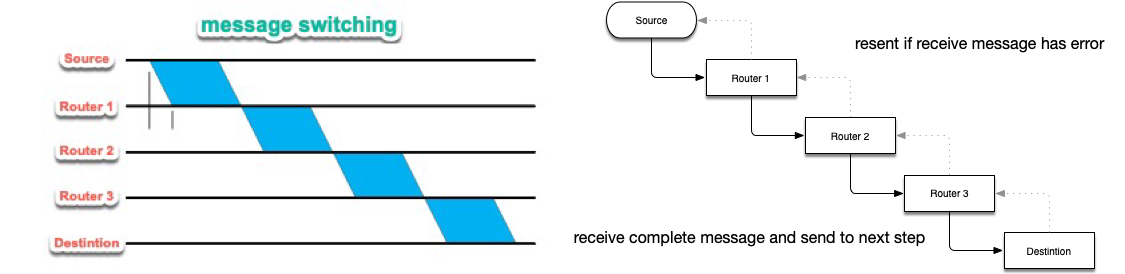 message switching
Source
Router 1
Router 2
Router 3
Destintion
Source
resent if receive message has error
Router 1
Router 2
Router 3
receive complete message and send to next step
Destintion